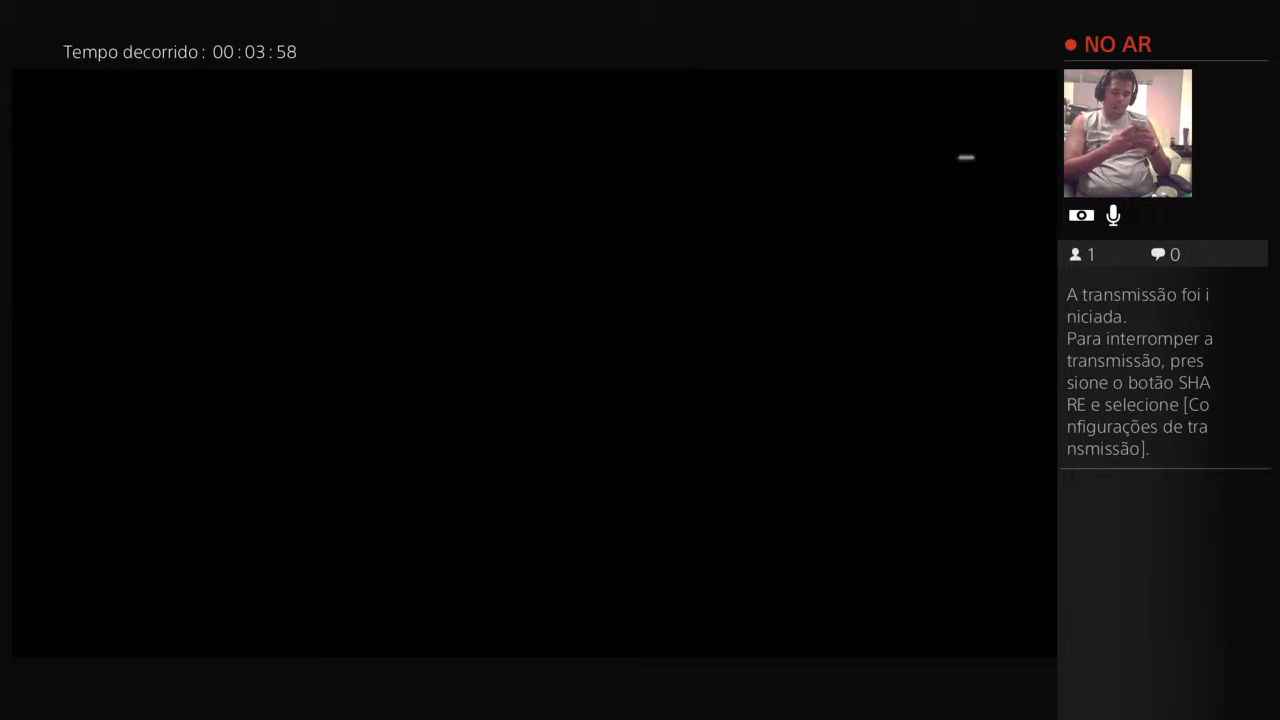 Tempo decorrido: 00:03:58
NO AR
1 0
A transmissão foi i
niciada.
Para interromper a
transmissão, pres
sione o botão SHA
RE e selecione [Co
nfigurações de tra
nsmissão].